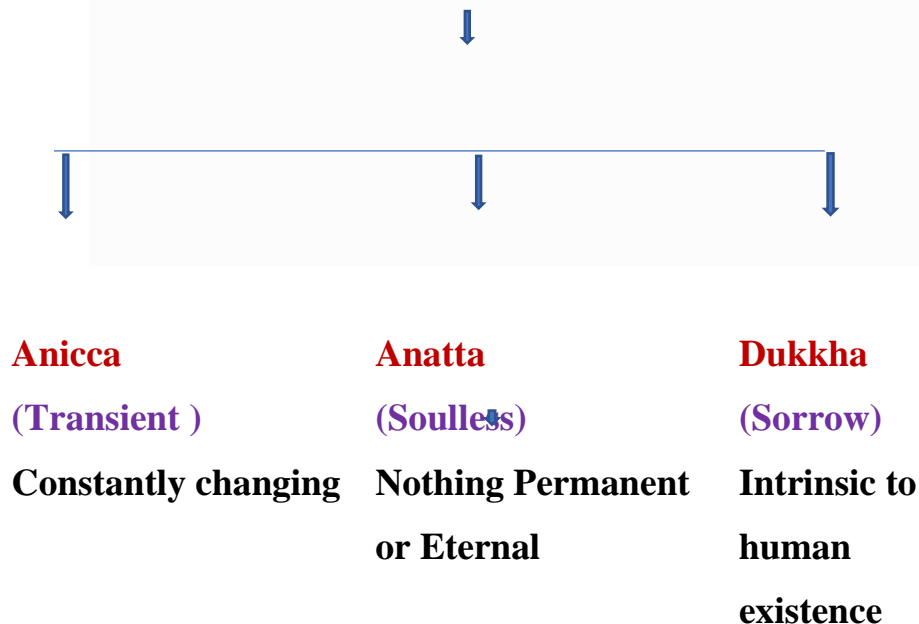 Anicca Anatta Dukkha
(Transient ) (Soulless) (Sorrow)
Constantly changing Nothing Permanent Intrinsic to
or Eternal human
existence